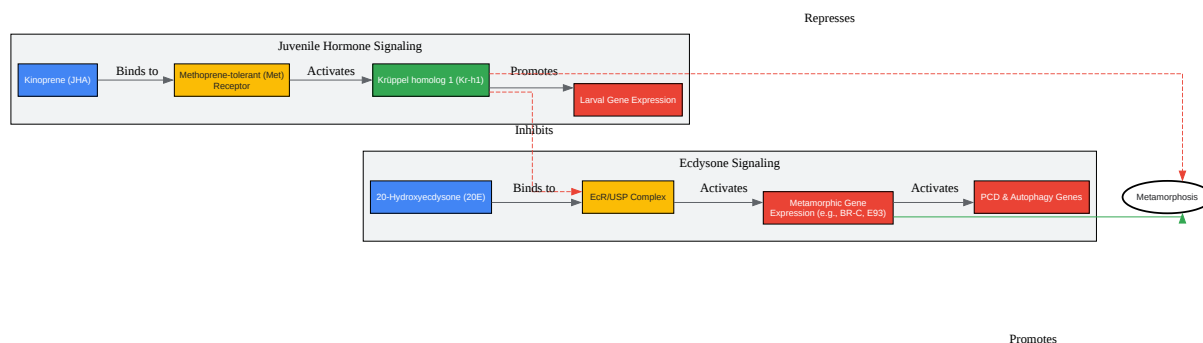 Represses
Juvenile Hormone Signaling
Kinoprene (JHA)
Binds to
Methoprene-tolerant (Met)
Receptor
Activates
Krüppel homolog 1 (Kr-h1)
Promotes
Larval Gene Expression
Inhibits
Ecdysone Signaling
20-Hydroxyecdysone (20E)
Binds to
EcR/USP Complex
Activates
Metamorphic Gene
Expression (e.g., BR-C, E93)
Activates
PCD & Autophagy Genes
Metamorphosis
Promotes